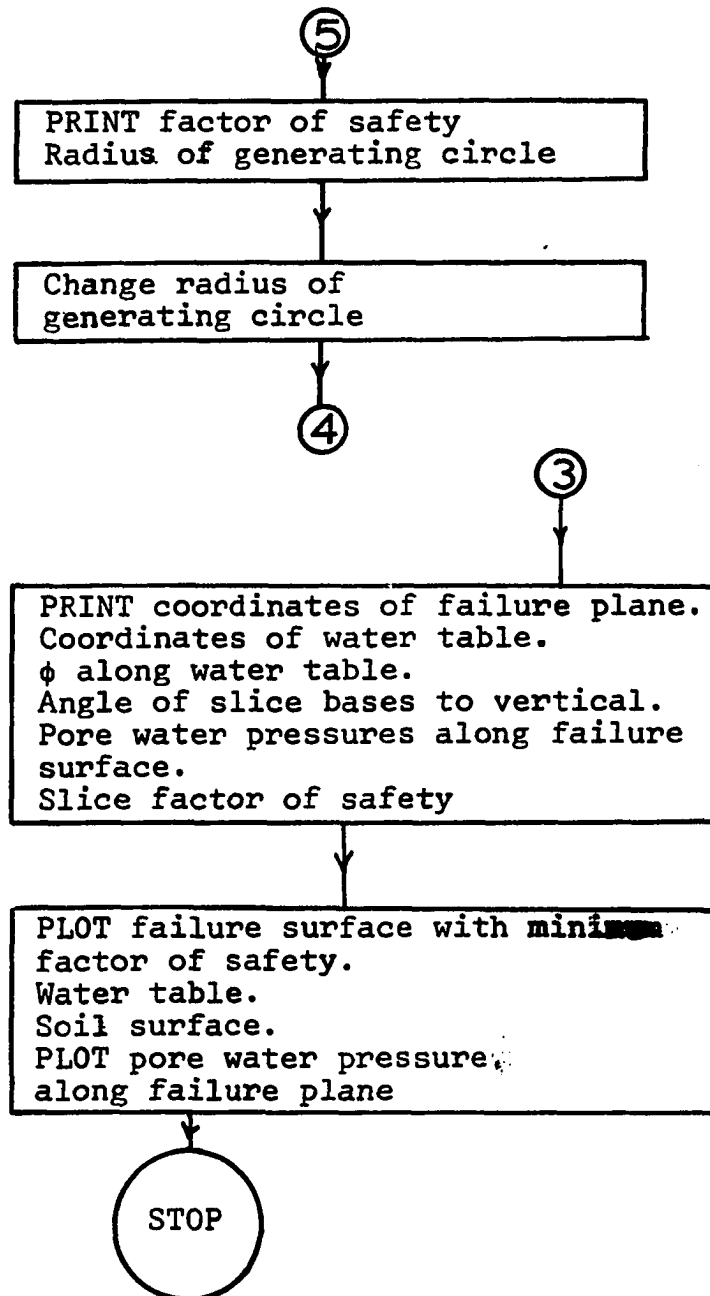 5
PRINT factor of safety
Radius of generating circle
Change radius of
generating circle
4
3
PRINT coordinates of failure plane.
Coordinates of water table.
ϕ along water table.
Angle of slice bases to vertical.
Pore water pressures along failure
surface.
Slice factor of safety
PLOT failure surface with minimum
factor of safety.
Water table.
Soil surface.
PLOT pore water pressure
along failure plane
STOP